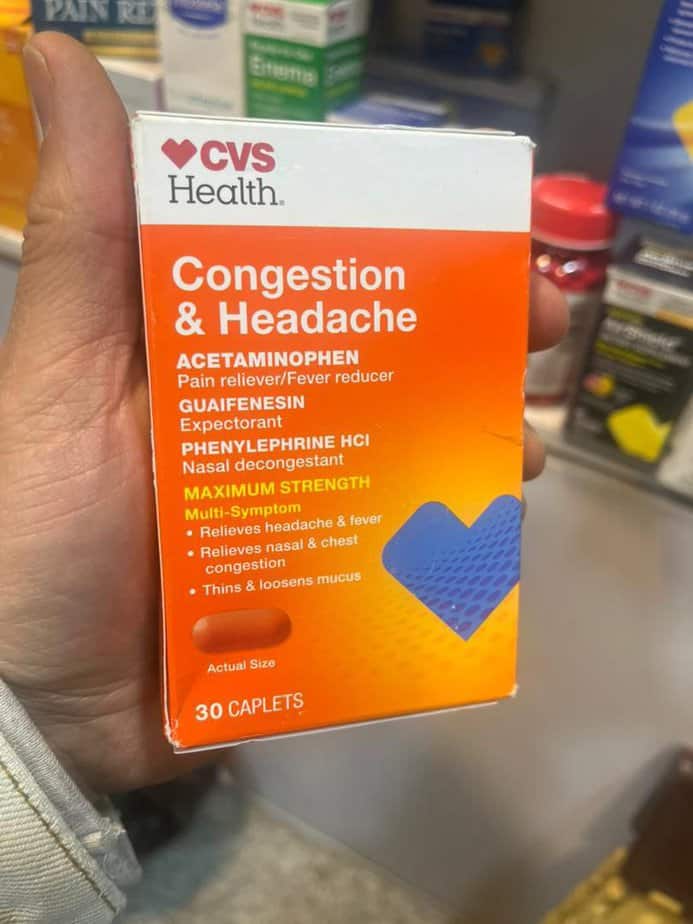 PAIN RE
Enema
CVS
Health
Congestion
& Headache
ACETAMINOPHEN
Pain reliever/Fever reducer
GUAIFENESIN
Expectorant
PHENYLEPHRINE HCl
Nasal decongestant
MAXIMUM STRENGTH
Multi-Symptom
• Relieves headache & fever
• Relieves nasal & chest
congestion
• Thins & loosens mucus
Actual Size
30 CAPLETS